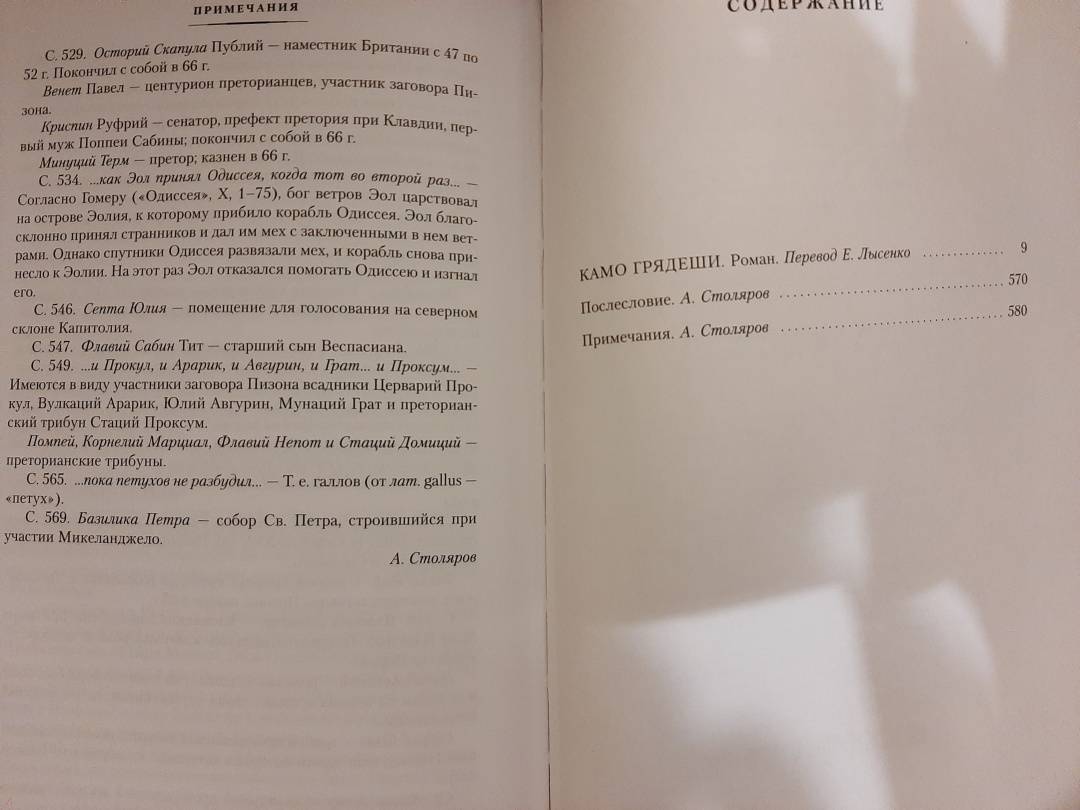 ПРИМЕЧАНИЯ
С. 529. Осторий Скапула Публий — наместник Британии с 47 по
52 г. Покончил с собой в 66 г.
Венет Павел — центурион преторианцев, участник заговора Пи-
зона.
Криспин Руфрий — сенатор, префект претория при Клавдии, пер-
вый муж Поппеи Сабины; покончил с собой в 66 г.
Минуций Терм — претор; казнен в 66 г.
С. 534. ...как Эол принял Одиссея, когда тот во второй раз... —
Согласно Гомеру («Одиссея», X, 1–75), бог ветров Эол царствовал
на острове Эолия, к которому прибило корабль Одиссея. Эол благо-
склонно принял странников и дал им мех с заключенными в нем вет-
рами. Однако спутники Одиссея развязали мех, и корабль снова при-
несло к Эолии. На этот раз Эол отказался помогать Одиссею и изгнал
его.
С. 546. Септа Юлия — помещение для голосования на северном
склоне Капитолия.
С. 547. Флавий Сабин Тит — старший сын Веспасиана.
С. 549. ...и Прокул, и Арарик, и Авгурин, и Грат... и Проксум... —
Имеются в виду участники заговора Пизона всадники Церварий Про-
кул, Вулкаций Арарик, Юлий Авгурин, Мунаций Грат и преториан-
ский трибун Стаций Проксум.
Помпей, Корнелий Марциал, Флавий Непот и Стаций Домиций —
преторианские трибуны.
С. 565. ...пока петухов не разбудил... — Т. е. галлов (от лат. gallus —
«петух»).
С. 569. Базилика Петра — собор Св. Петра, строившийся при
участии Микеланджело.
А. Столяров
СОДЕРЖАНИЕ
КАМО ГРЯДЕШИ. Роман. Перевод Е. Лысенко ............ 9
Послесловие. А. Столяров .............................. 570
Примечания. А. Столяров .............................. 580